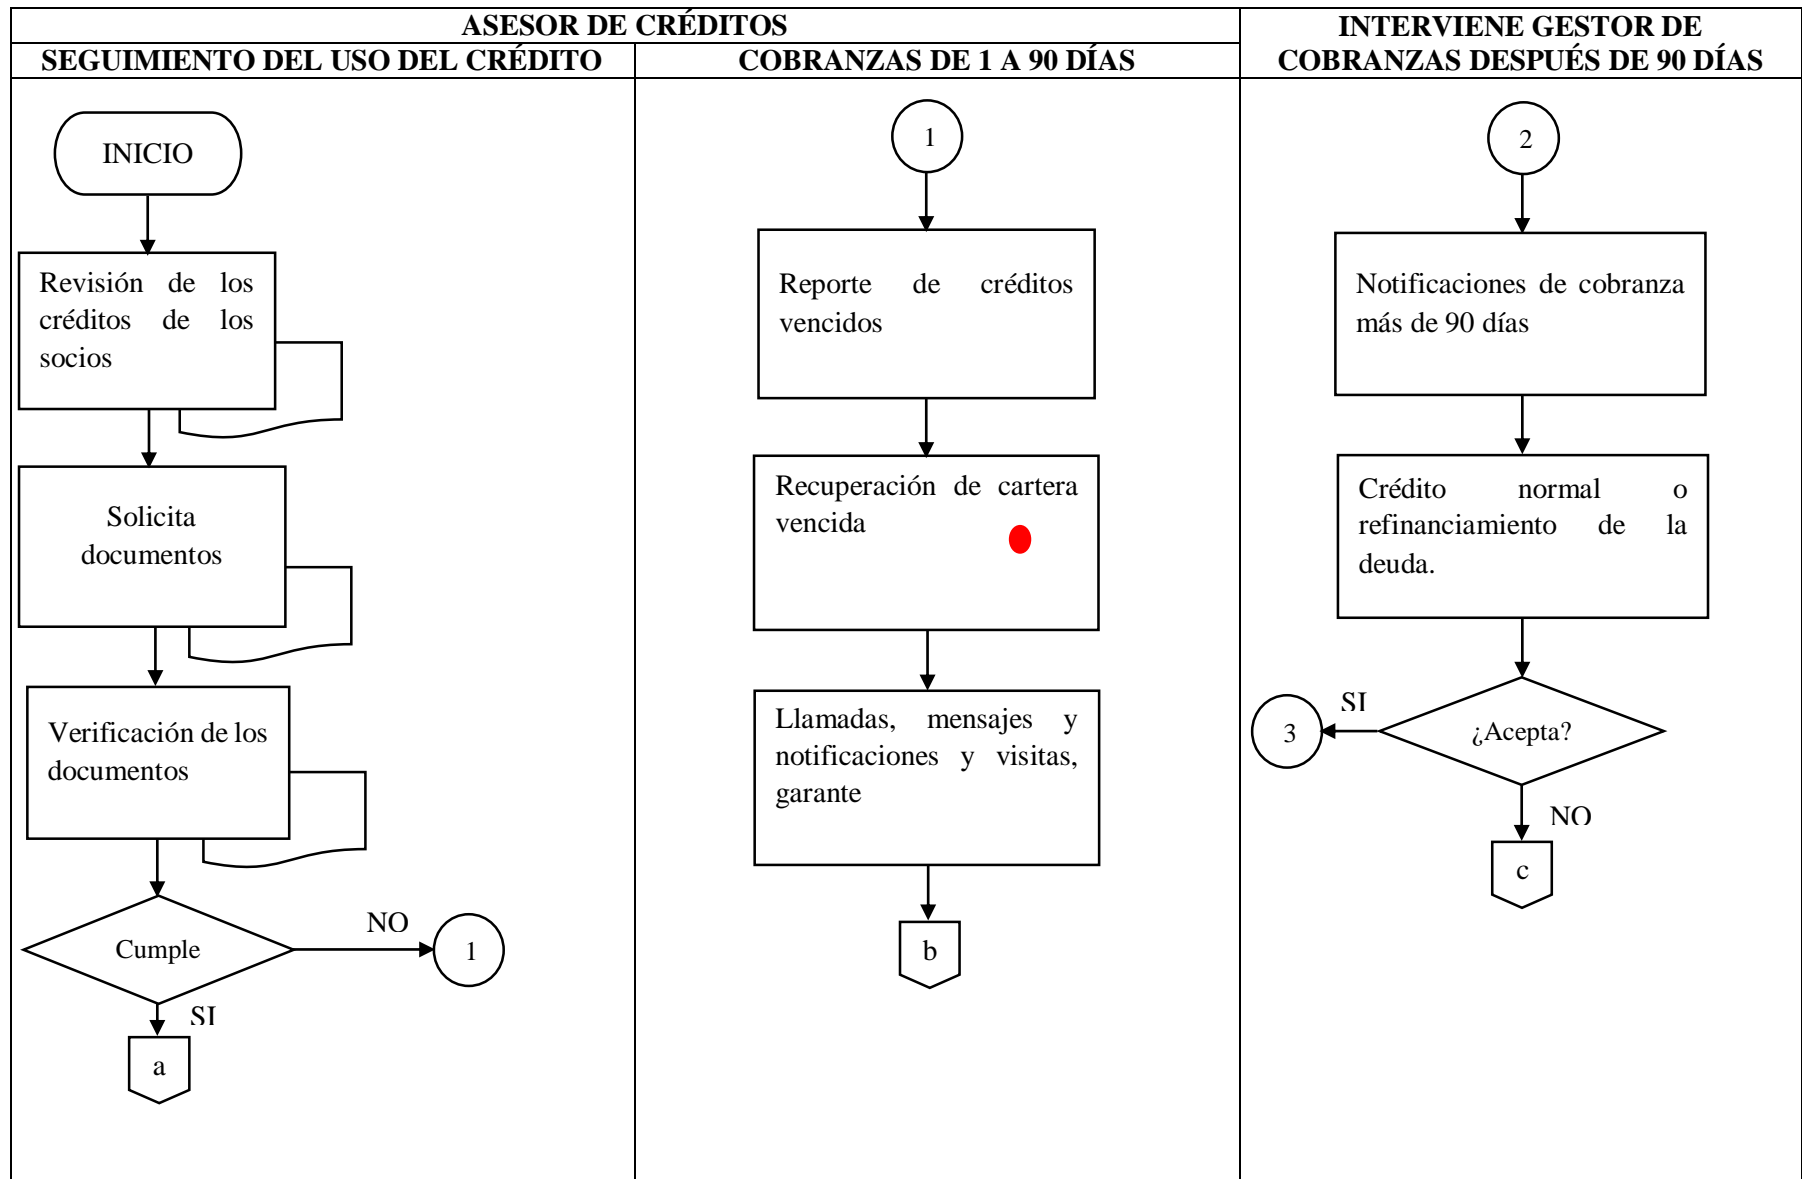 ASESOR DE CRÉDITOS
SEGUIMIENTO DEL USO DEL CRÉDITO
COBRANZAS DE 1 A 90 DÍAS
INTERVIENE GESTOR DE
COBRANZAS DESPUÉS DE 90 DÍAS
INICIO
Revisión de los
créditos de los
socios
Solicita
documentos
Verificación de los
documentos
Cumple
NO
1
SI
a
1
Reporte de créditos
vencidos
Recuperación de cartera
vencida
Llamadas, mensajes y
notificaciones y visitas,
garante
b
2
Notificaciones de cobranza
más de 90 días
Crédito normal o
refinanciamiento de la
deuda.
¿Acepta?
SI
3
NO
c